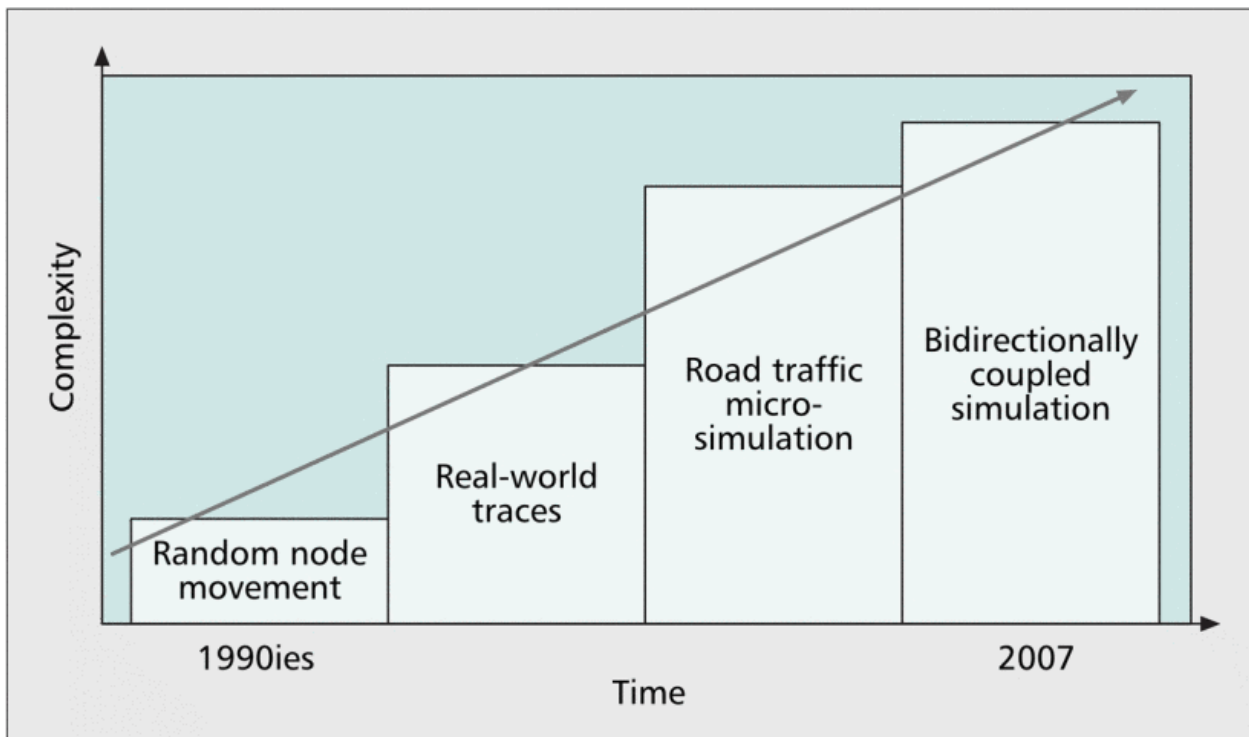 Complexity
Random node
movement
Real-world
traces
Road traffic
micro-
simulation
Bidirectionally
coupled
simulation
1990ies
2007
Time